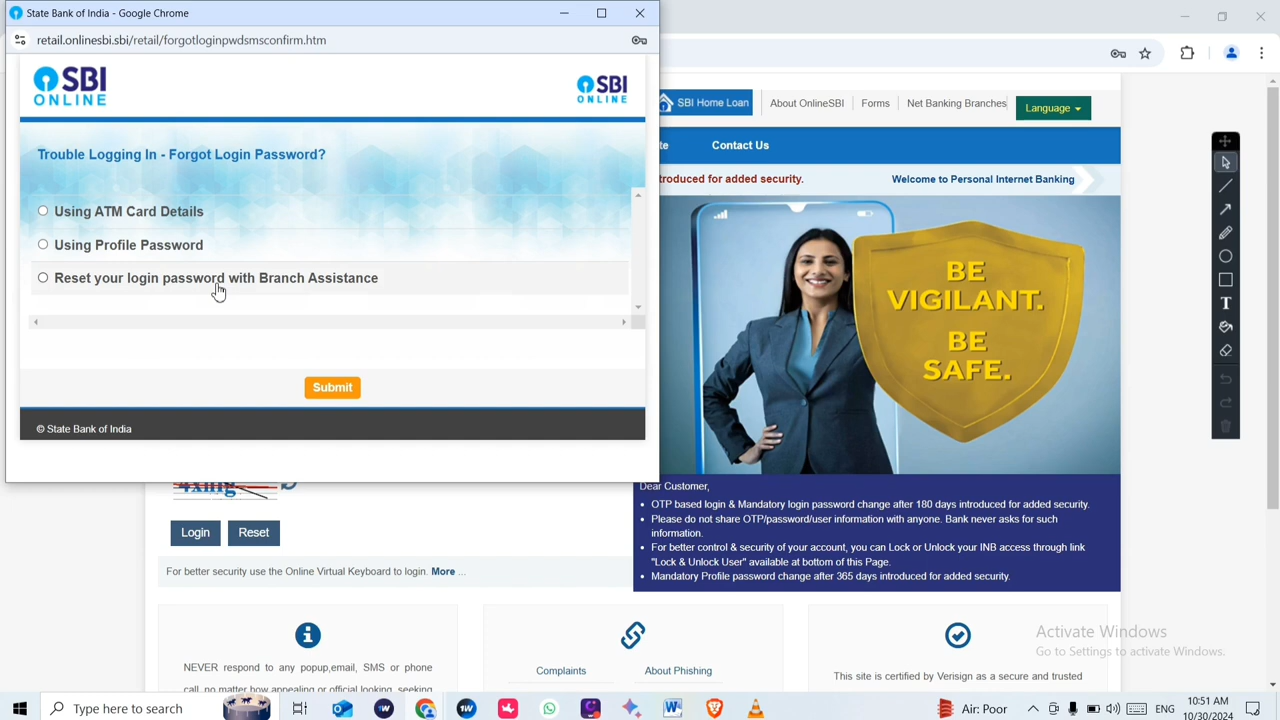 State Bank of India - Google Chrome
retail.onlinesbi.sbi/retail/forgotloginpwdsmsconfirm.htm
SBI
ONLINE
SBI
ONLINE
Trouble Logging In - Forgot Login Password?
Using ATM Card Details
Using Profile Password
Reset your login password with Branch Assistance
Submit
© State Bank of India
SBI Home Loan
About OnlineSBI
Forms
Net Banking Branches
Language
te
Contact Us
troduced for added security.
Welcome to Personal Internet Banking
BE
VIGILANT.
BE
SAFE.
Dear Customer,
• OTP based login & Mandatory login password change after 180 days introduced for added security.
• Please do not share OTP/password/user information with anyone. Bank never asks for such
information.
• For better control & security of your account, you can Lock or Unlock your INB access through link
"Lock & Unlock User" available at bottom of this Page.
• Mandatory Profile password change after 365 days introduced for added security.
Login
Reset
For better security use the Online Virtual Keyboard to login. More ...
NEVER respond to any popup,email, SMS or phone
call, no matter how appealing or official looking, seeking
Complaints
About Phishing
This site is certified by Verisign as a secure and trusted
T
Activate Windows
Go to Settings to activate Windows.
Type here to search
Air: Poor
ENG
10:51 AM
10/30/2024